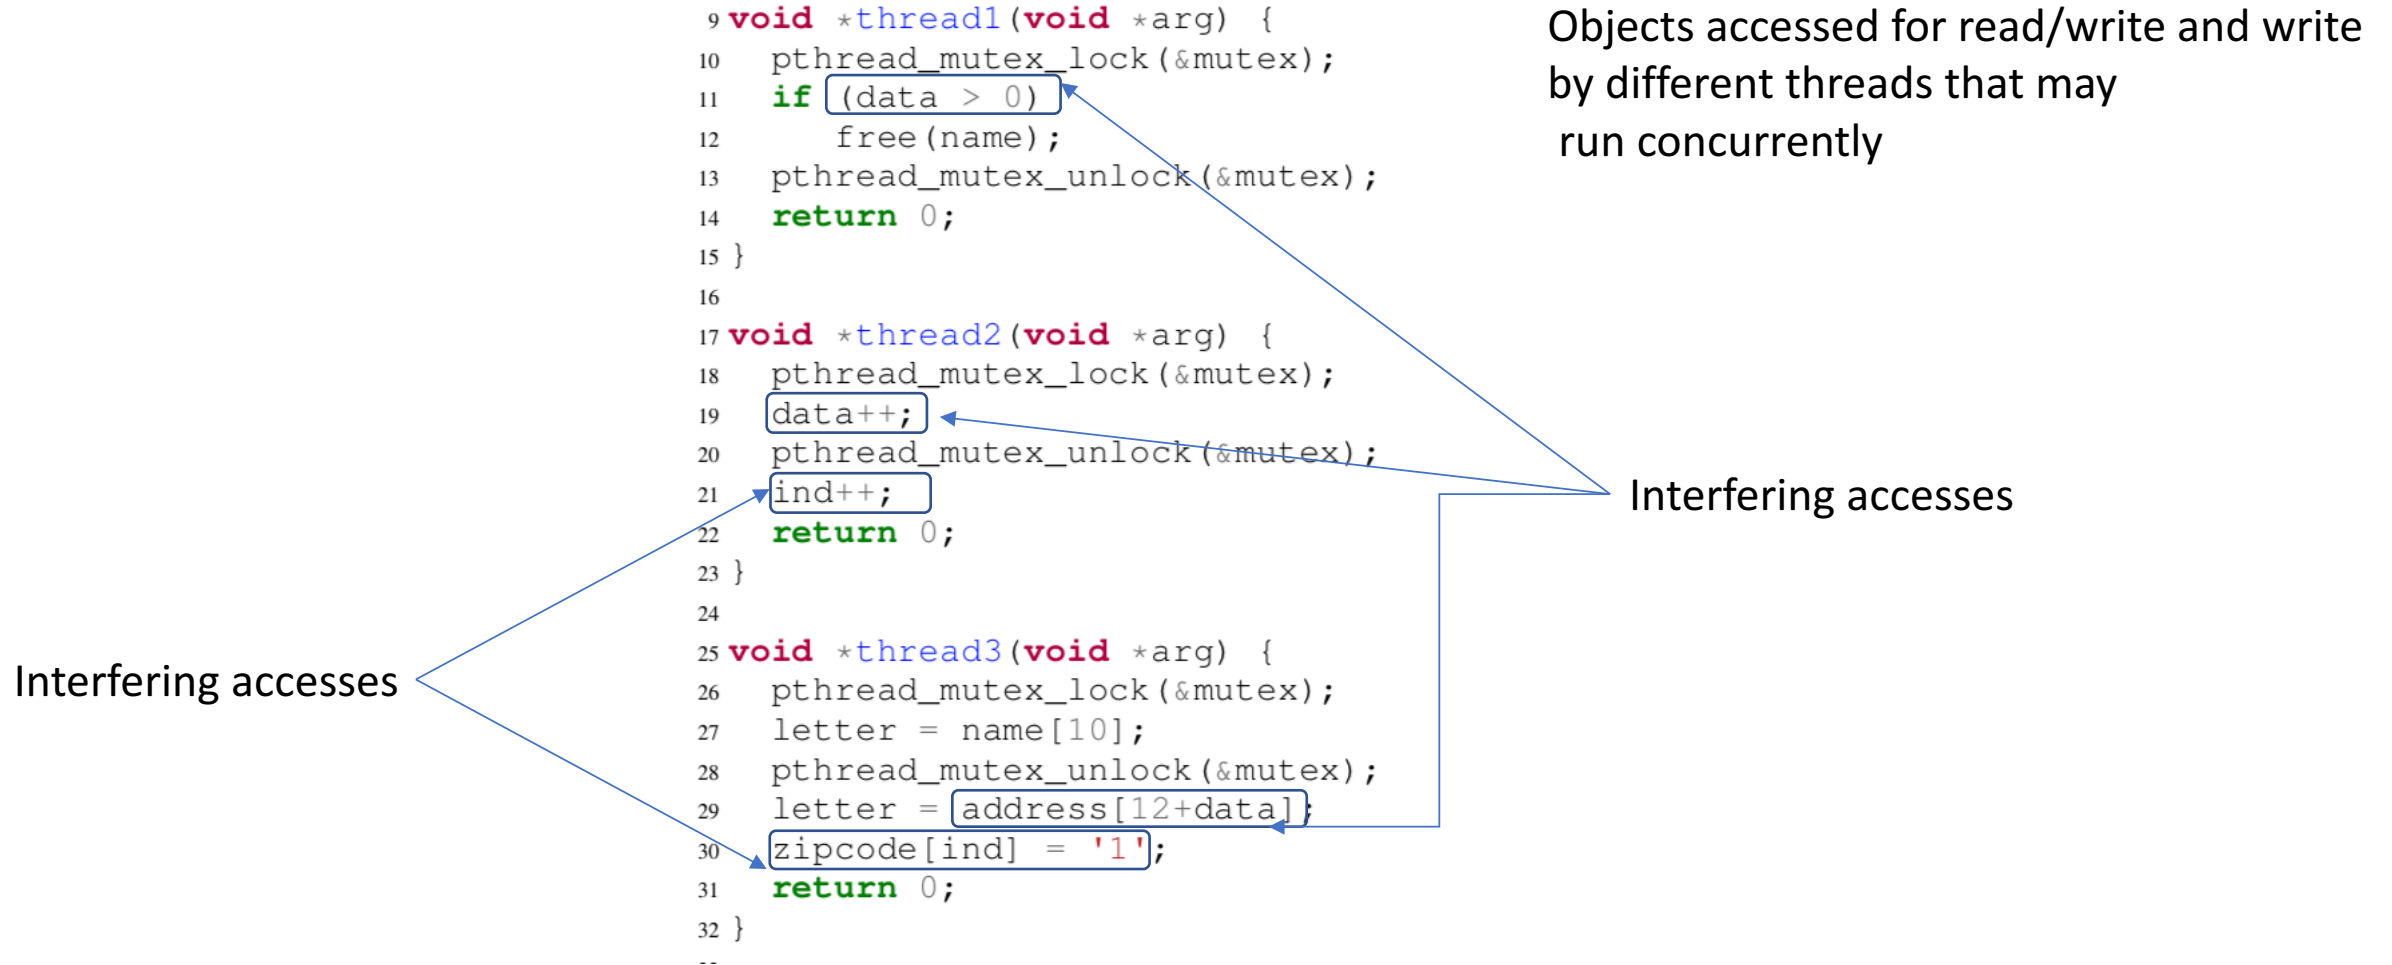 9 void *thread1(void *arg) {
10 pthread_mutex_lock(&mutex);
11 if (data > 0)
12 free(name);
13 pthread_mutex_unlock(&mutex);
14 return 0;
15 }
16
17 void *thread2(void *arg) {
18 pthread_mutex_lock(&mutex);
19 data++;
20 pthread_mutex_unlock(&mutex);
21 ind++;
22 return 0;
23 }
24
25 void *thread3(void *arg) {
26 pthread_mutex_lock(&mutex);
27 letter = name[10];
28 pthread_mutex_unlock(&mutex);
29 letter = address[12+data];
30 zipcode[ind] = '1';
31 return 0;
32 }
Objects accessed for read/write and write
by different threads that may
run concurrently
Interfering accesses
Interfering accesses